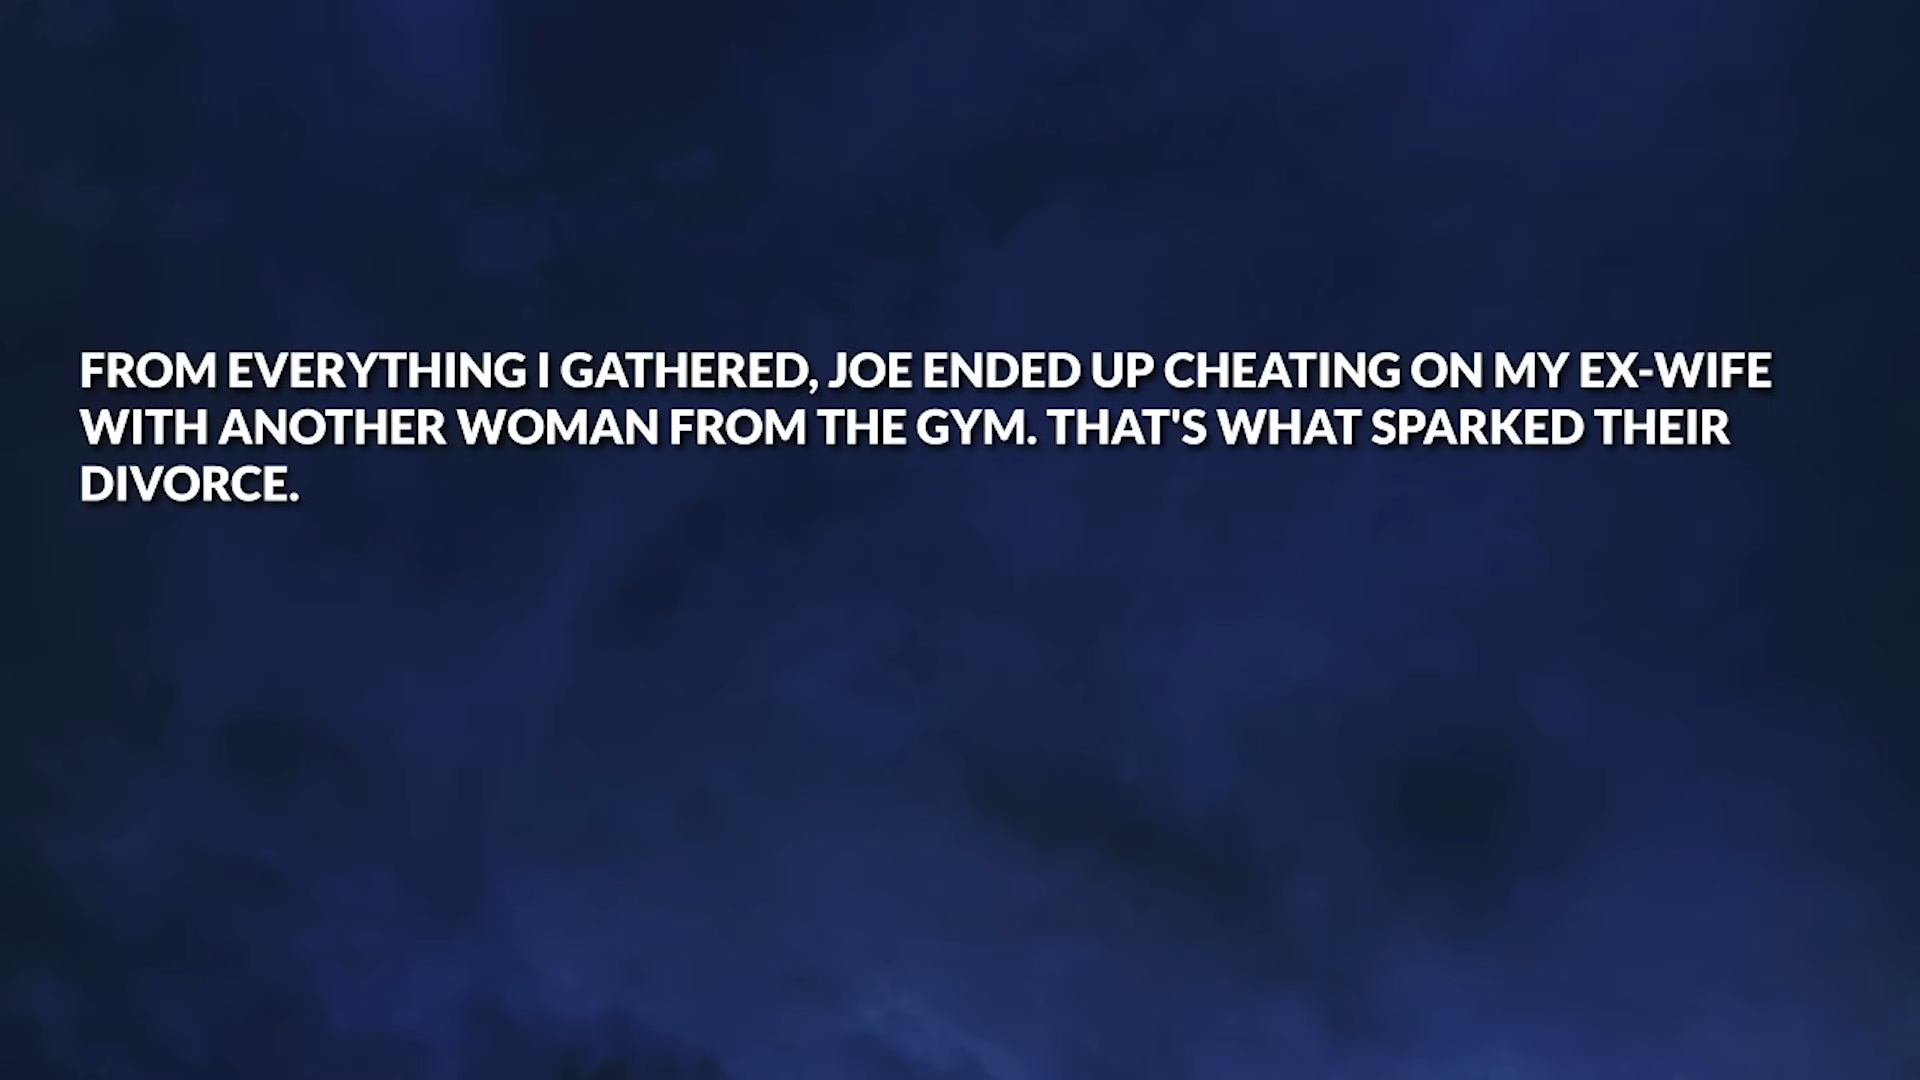 FROM EVERYTHING I GATHERED, JOE ENDED UP CHEATING ON MY EX-WIFE
WITH ANOTHER WOMAN FROM THE GYM. THAT'S WHAT SPARKED THEIR
DIVORCE.